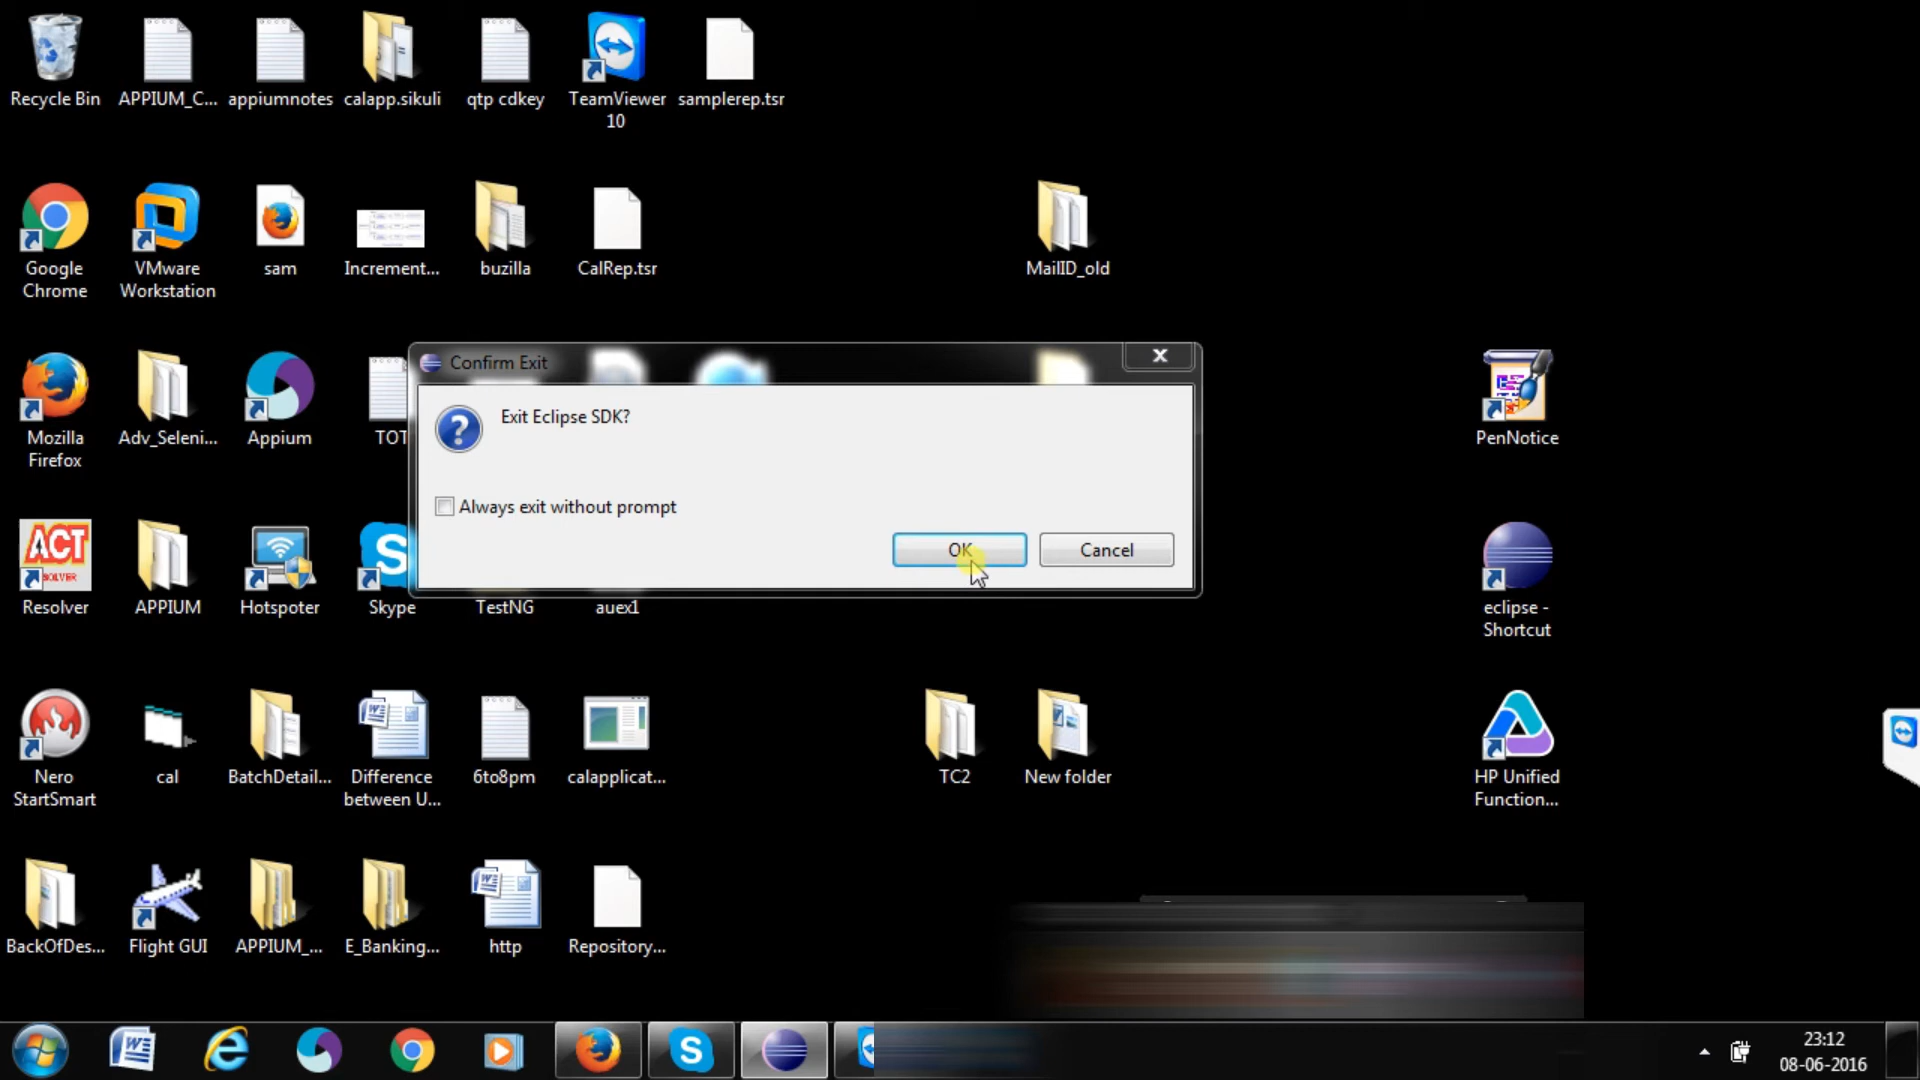 Recycle Bin
APPIUM_C...
appiumnotes
calapp.sikuli
qtp cdkey
TeamViewer
10
samplerep.tsr
Google
Chrome
VMware
Workstation
sam
Increment...
buzilla
CalRep.tsr
MailID_old
Confirm Exit
Exit Eclipse SDK?
Always exit without prompt
OK
Cancel
Mozilla
Firefox
Adv_Seleni...
Appium
TOT
PenNotice
ACT
Resolver
APPIUM
Hotspoter
Skype
TestNG
auex1
eclipse -
Shortcut
Nero
StartSmart
cal
BatchDetail...
Difference
between U...
6to8pm
calapplicat...
TC2
New folder
HP Unified
Function...
BackOfDes...
Flight GUI
APPIUM_...
E_Banking...
http
Repository...
23:12
08-06-2016